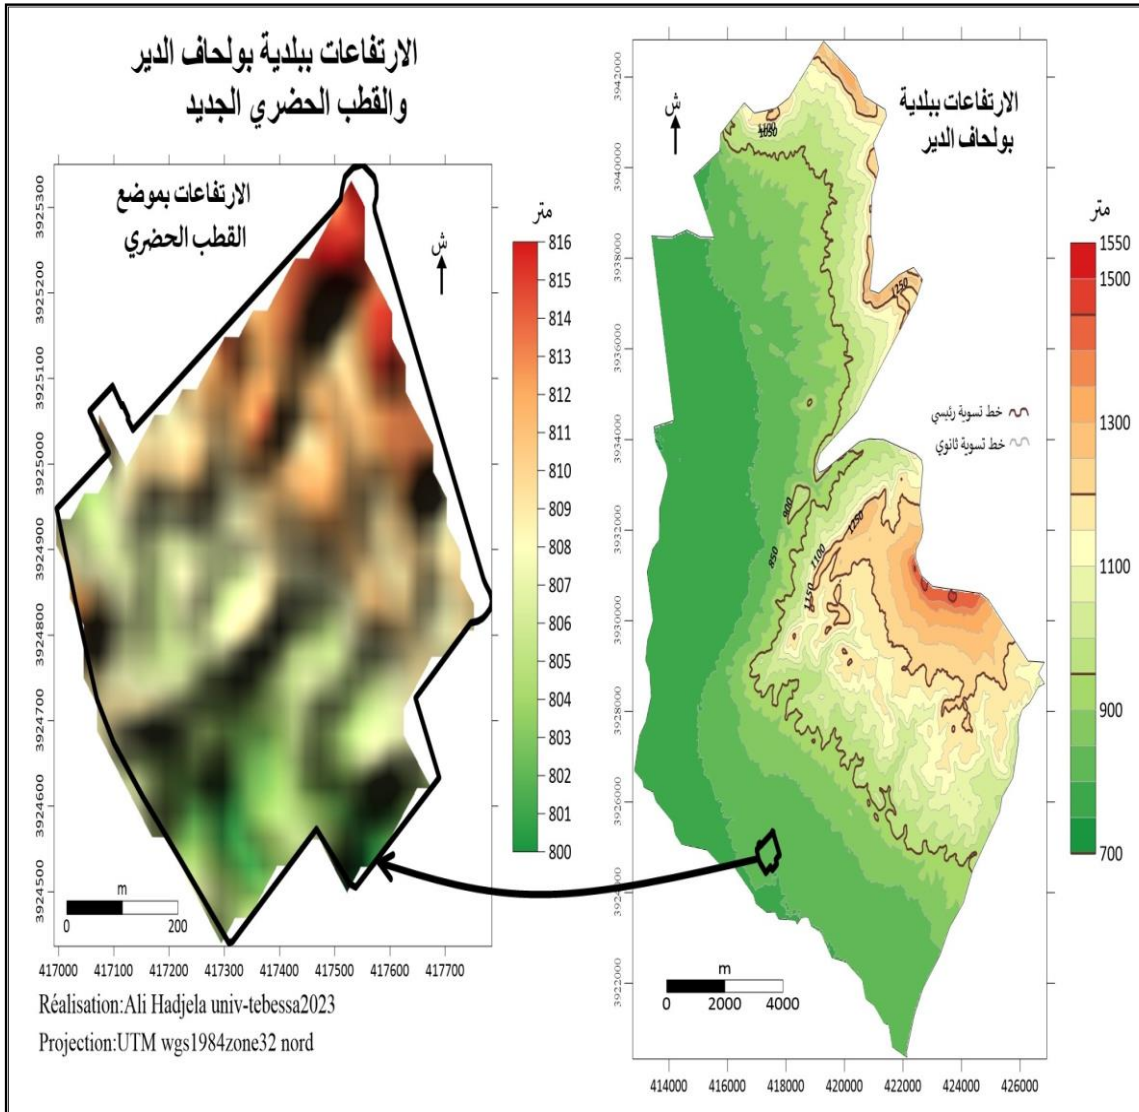 الارتفاعات ببلدية بولحاف الدير
والقطب الحضري الجديد
الارتفاعات بموضع
القطب الحضري
ش
متر
816
815
814
813
812
811
810
809
808
807
806
805
804
803
802
801
800
3925300
3925200
3925100
3925000
3924900
3924800
3924700
3924600
3924500
m
0 200
417000 417100 417200 417300 417400 417500 417600 417700
Réalisation:Ali Hadjela univ-tebessa2023
Projection:UTM wgs1984zone32 nord
الارتفاعات ببلدية
بولحاف الدير
ش
متر
1550
1500
1300
1100
900
700
خط تسوية رئيسي
خط تسوية ثانوي
3942000
3940000
3938000
3936000
3934000
3932000
3930000
3928000
3926000
3924000
3922000
1100
1050
1250
900
850
1250
1100
1150
m
0 2000 4000
414000 416000 418000 420000 422000 424000 426000